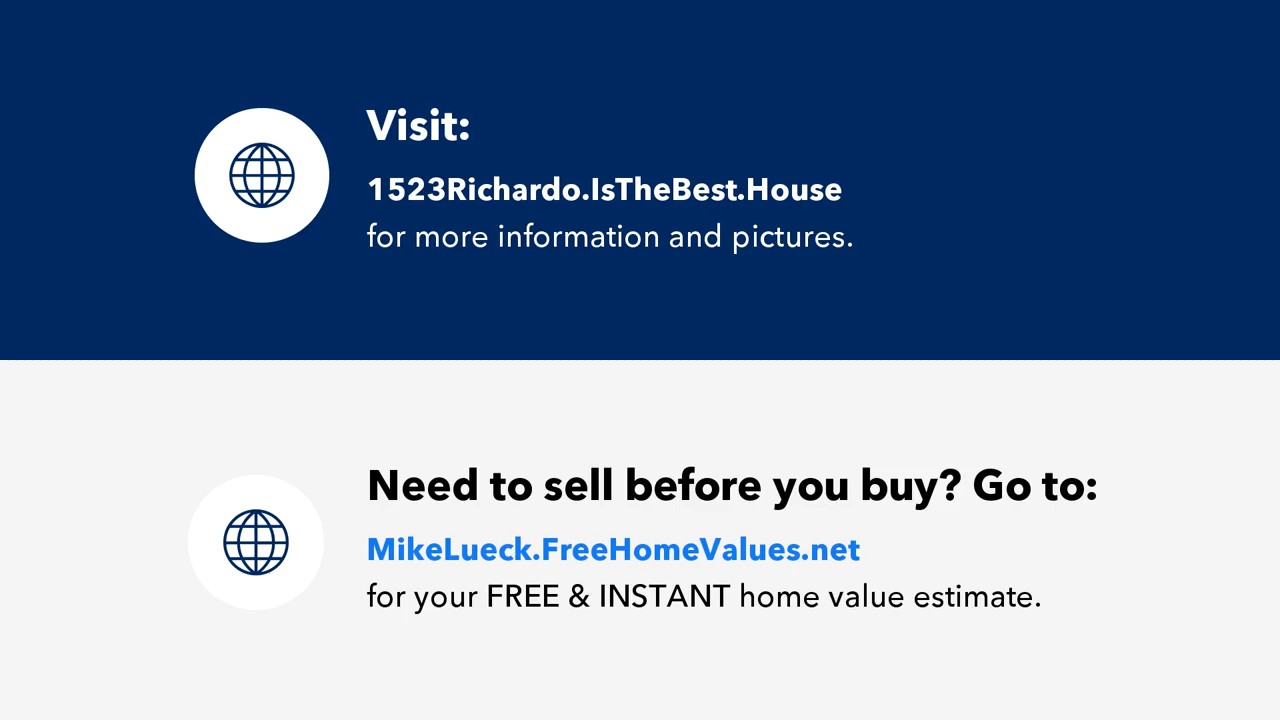 Visit:
1523Richardo.IsTheBest.House
for more information and pictures.
Need to sell before you buy? Go to:
MikeLueck.FreeHomeValues.net
for your FREE & INSTANT home value estimate.